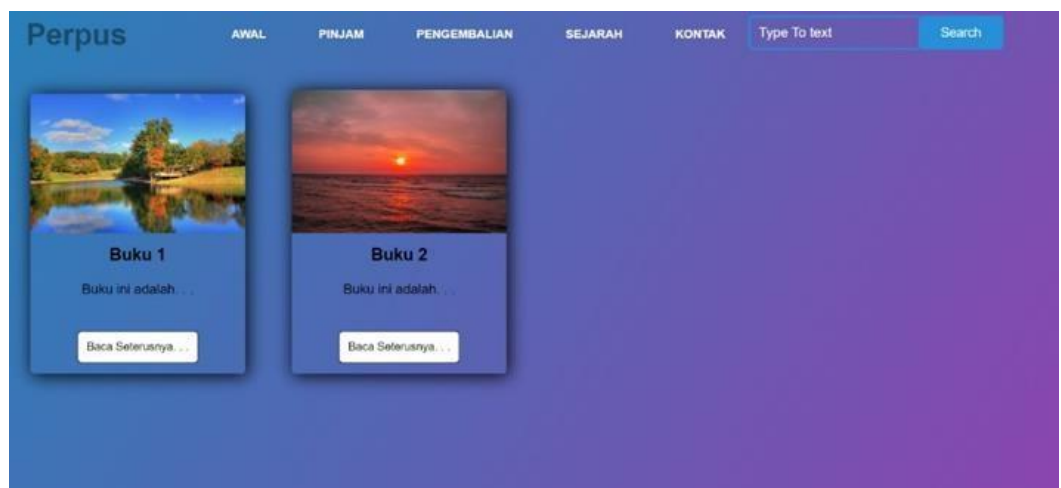 Perpus
AWAL PINJAM PENGEMBALIAN SEJARAH KONTAK Type To text Search
Buku 1
Buku ini adalah. . .
Baca Seterusnya. . .
Buku 2
Buku ini adalah. . .
Baca Seterusnya. . .